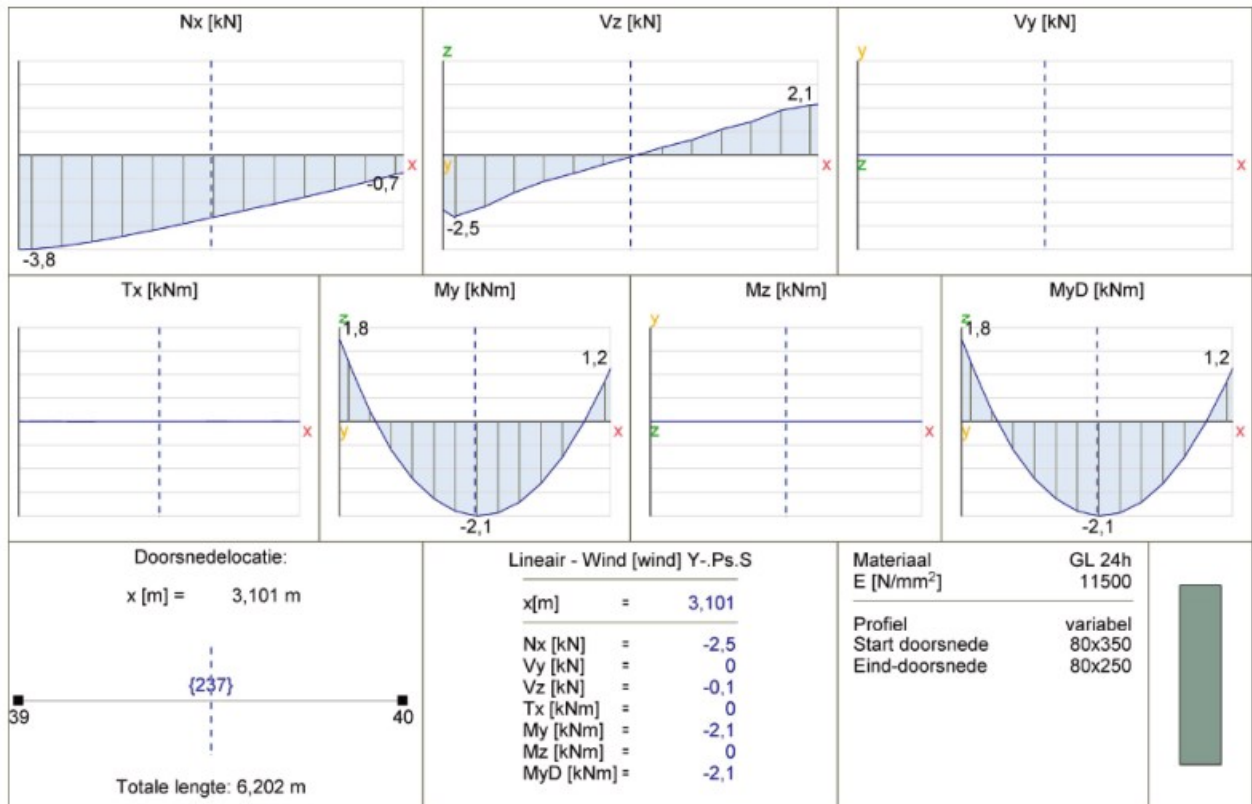 Nx [kN]
x
-0,7
-3,8
Vz [kN]
z
2,1
y
x
-2,5
Vy [kN]
y
z
x
Tx [kNm]
x
My [kNm]
z
1,8
1,2
y
x
-2,1
Mz [kNm]
y
z
x
MyD [kNm]
z
1,8
1,2
y
x
-2,1
Doorsnedelocatie:
x [m] = 3,101 m
{237}
39 40
Totale lengte: 6,202 m
Lineair - Wind [wind] Y-.Ps.S
x[m] = 3,101
Nx [kN] = -2,5
Vy [kN] = 0
Vz [kN] = -0,1
Tx [kNm] = 0
My [kNm] = -2,1
Mz [kNm] = 0
MyD [kNm] = -2,1
Materiaal GL 24h
E [N/mm²] 11500
Profiel variabel
Start doorsnede 80x350
Eind-doorsnede 80x250